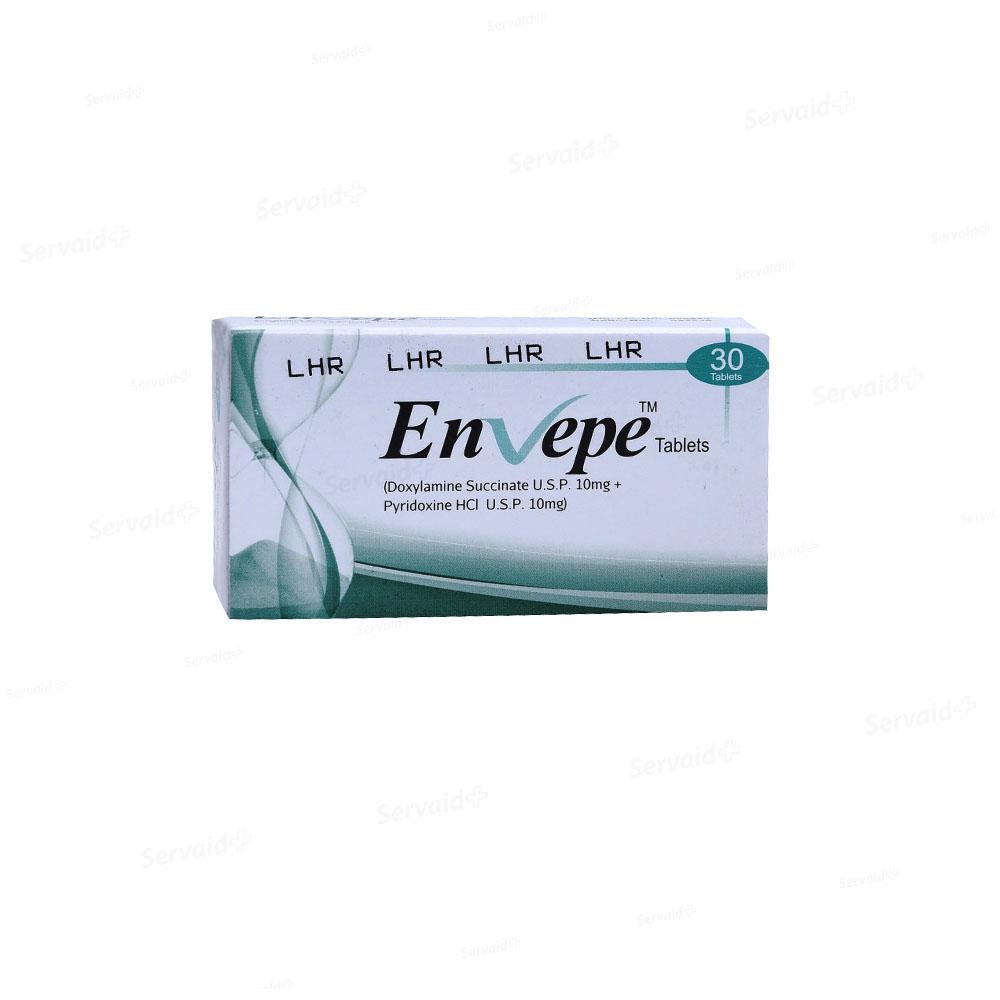 LHR LHR LHR LHR
30
Tablets
Envepe™ Tablets
(Doxylamine Succinate U.S.P. 10mg +
Pyridoxine HCl U.S.P. 10mg)
Servaid